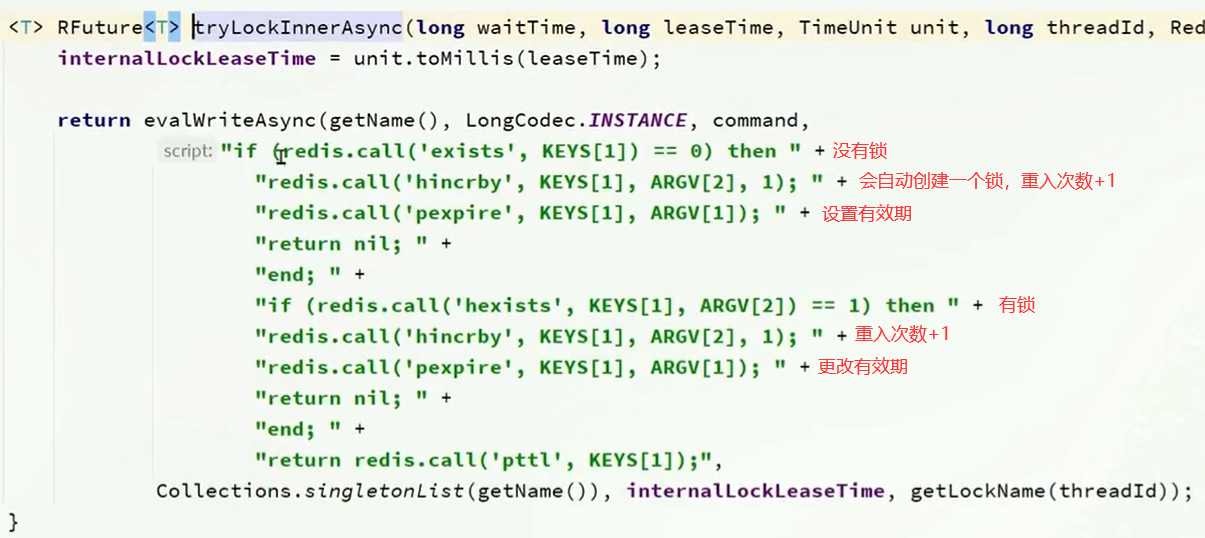 <T> RFuture<T> tryLockInnerAsync(long waitTime, long leaseTime, TimeUnit unit, long threadId, Red
internalLockLeaseTime = unit.toMillis(leaseTime);
return evalWriteAsync(getName(), LongCodec.INSTANCE, command,
script: "if (redis.call('exists', KEYS[1]) == 0) then " + 没有锁
"redis.call('hincrby', KEYS[1], ARGV[2], 1); " + 会自动创建一个锁，重入次数+1
"redis.call('pexpire', KEYS[1], ARGV[1]); " + 设置有效期
"return nil; " +
"end; " +
"if (redis.call('hexists', KEYS[1], ARGV[2]) == 1) then " + 有锁
"redis.call('hincrby', KEYS[1], ARGV[2], 1); " + 重入次数+1
"redis.call('pexpire', KEYS[1], ARGV[1]); " + 更改有效期
"return nil; " +
"end; " +
"return redis.call('pttl', KEYS[1]);",
Collections.singletonList(getName()), internalLockLeaseTime, getLockName(threadId));
}